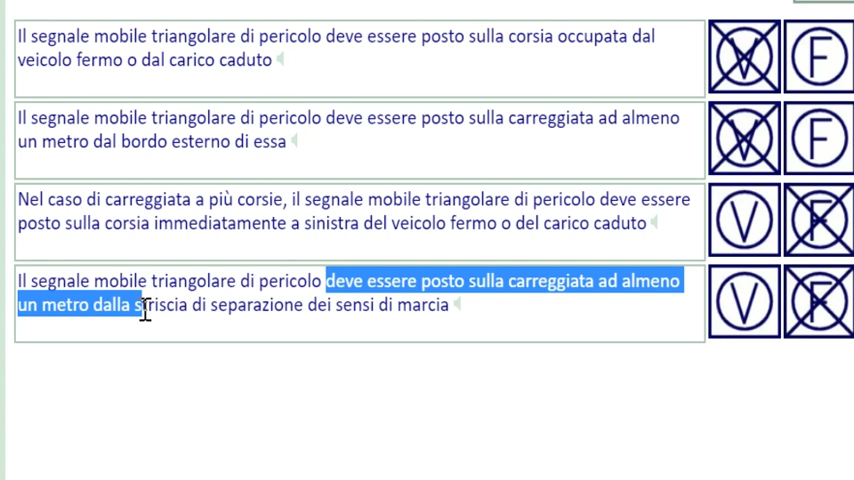 Il segnale mobile triangolare di pericolo deve essere posto sulla corsia occupata dal
veicolo fermo o dal carico caduto
V F
Il segnale mobile triangolare di pericolo deve essere posto sulla carreggiata ad almeno
un metro dal bordo esterno di essa
V F
Nel caso di carreggiata a più corsie, il segnale mobile triangolare di pericolo deve essere
posto sulla corsia immediatamente a sinistra del veicolo fermo o del carico caduto
V F
Il segnale mobile triangolare di pericolo deve essere posto sulla carreggiata ad almeno
un metro dalla striscia di separazione dei sensi di marcia
V F